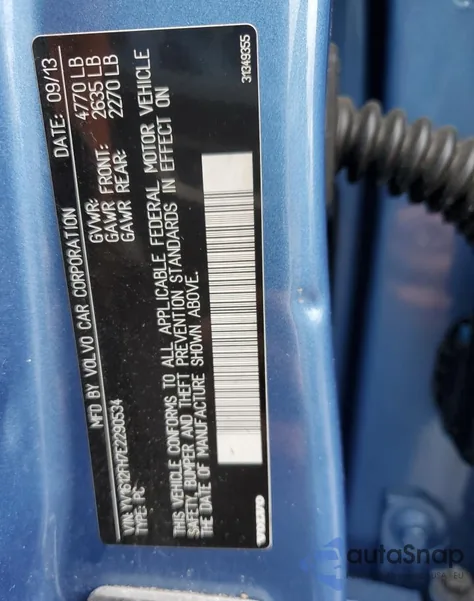 MFD BY VOLVO CAR CORPORATION DATE: 09/13
GVWR: 4770 LB
GAWR FRONT: 2635 LB
GAWR REAR: 2270 LB
VIN: YV1612FH7E2290534
TYPE: PC
THIS VEHICLE CONFORMS TO ALL APPLICABLE FEDERAL MOTOR VEHICLE
SAFETY, BUMPER AND THEFT PREVENTION STANDARDS IN EFFECT ON
THE DATE OF MANUFACTURE SHOWN ABOVE.
VOLVO
31349355
autoSnap